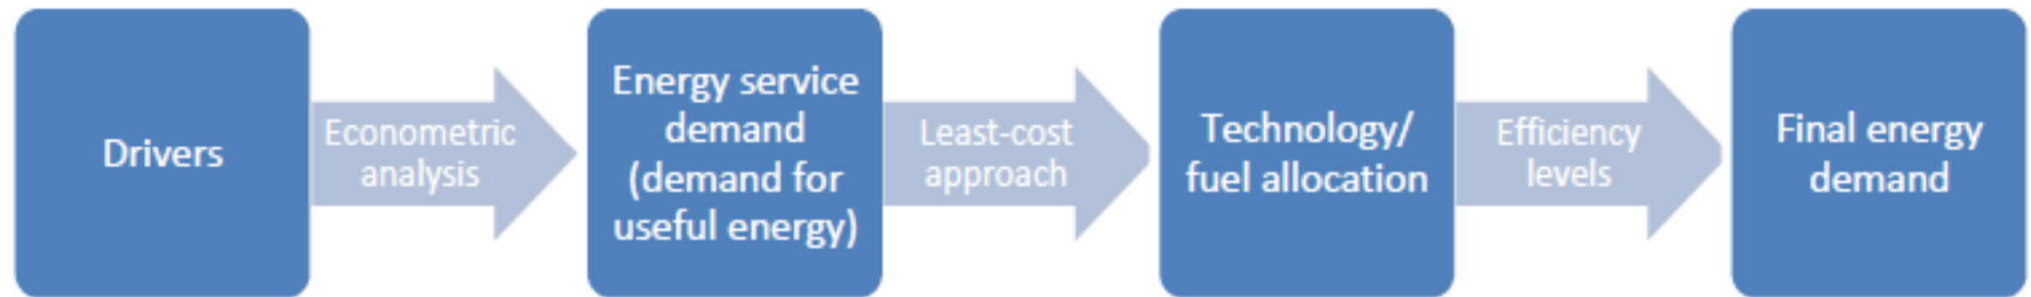 Drivers
Econometric
analysis
Energy service
demand
(demand for
useful energy)
Least-cost
approach
Technology/
fuel allocation
Efficiency
levels
Final energy
demand